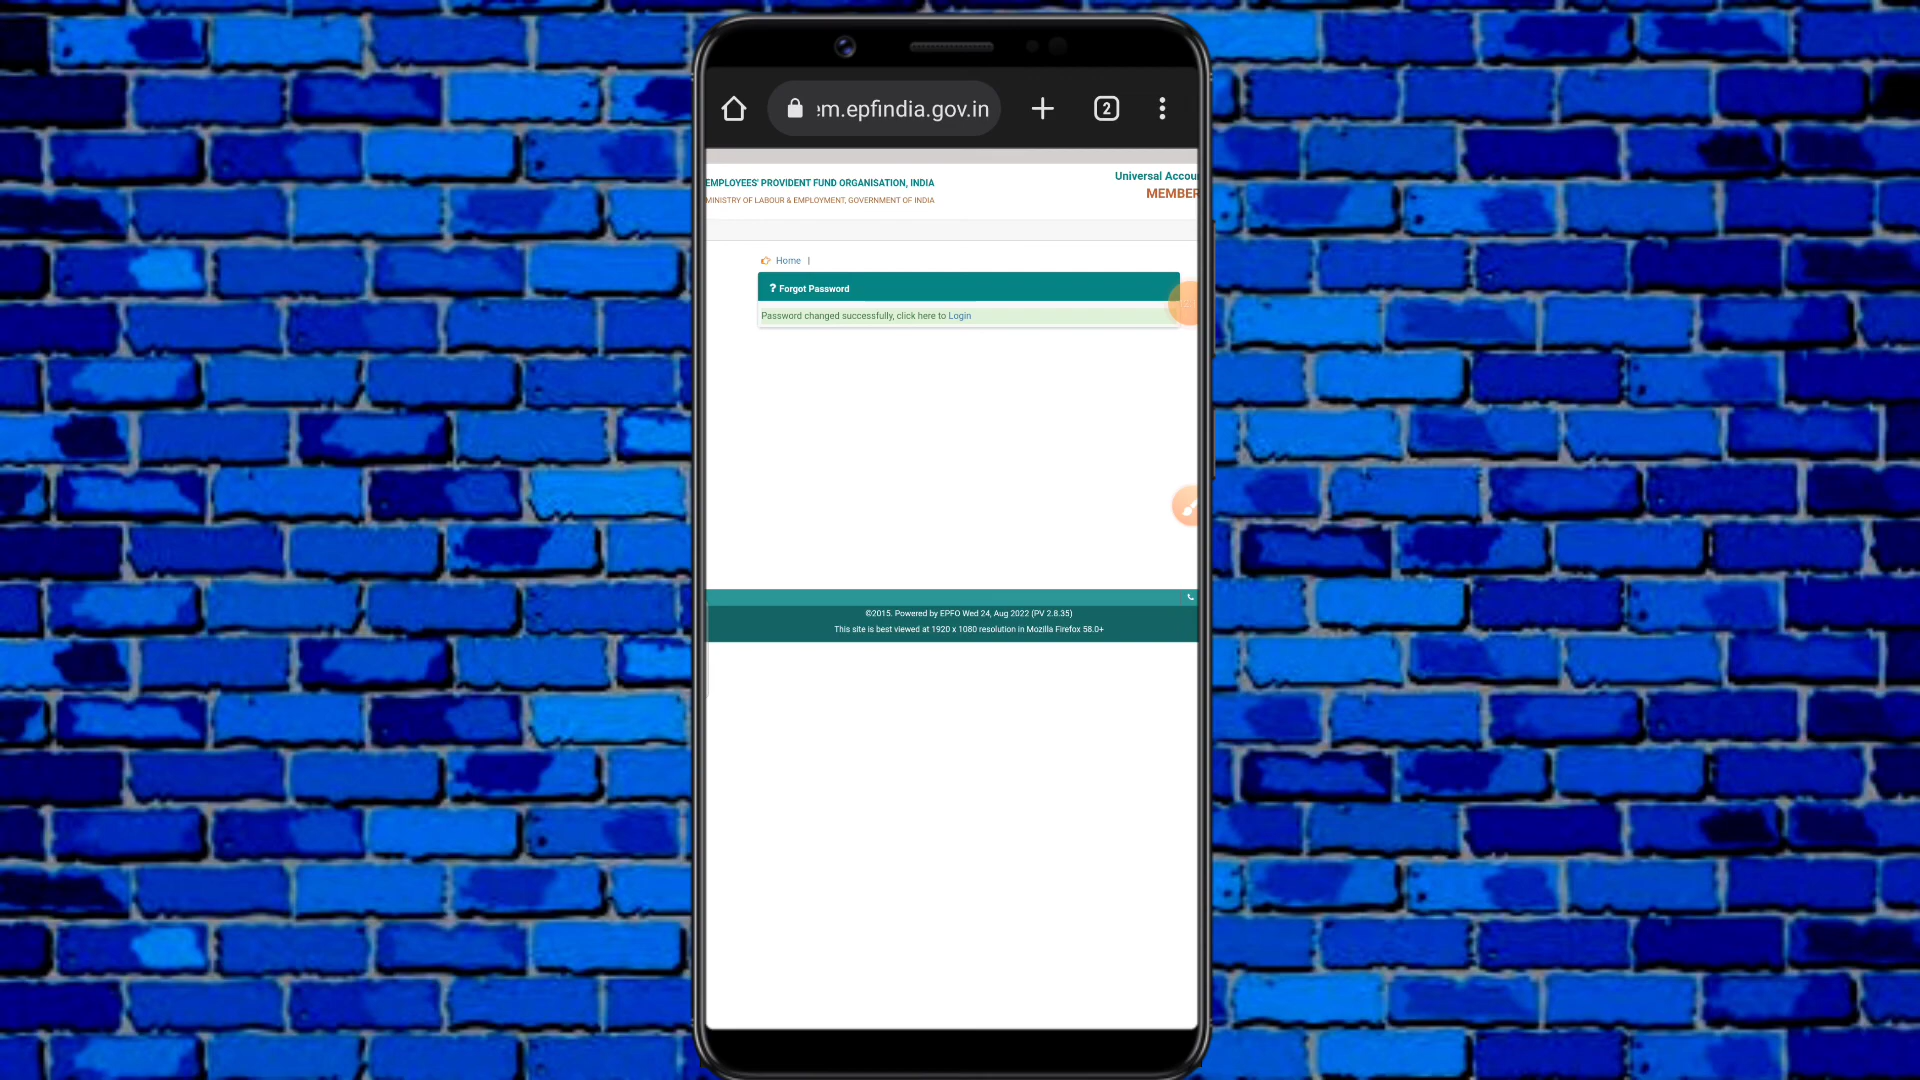 :m.epfindia.gov.in
2
EMPLOYEES' PROVIDENT FUND ORGANISATION, INDIA
MINISTRY OF LABOUR & EMPLOYMENT, GOVERNMENT OF INDIA
Universal Accou
MEMBER
Home |
? Forgot Password
Password changed successfully, click here to Login
©2015. Powered by EPFO Wed 24, Aug 2022 (PV 2.8.35)
This site is best viewed at 1920 x 1080 resolution in Mozilla Firefox 58.0+